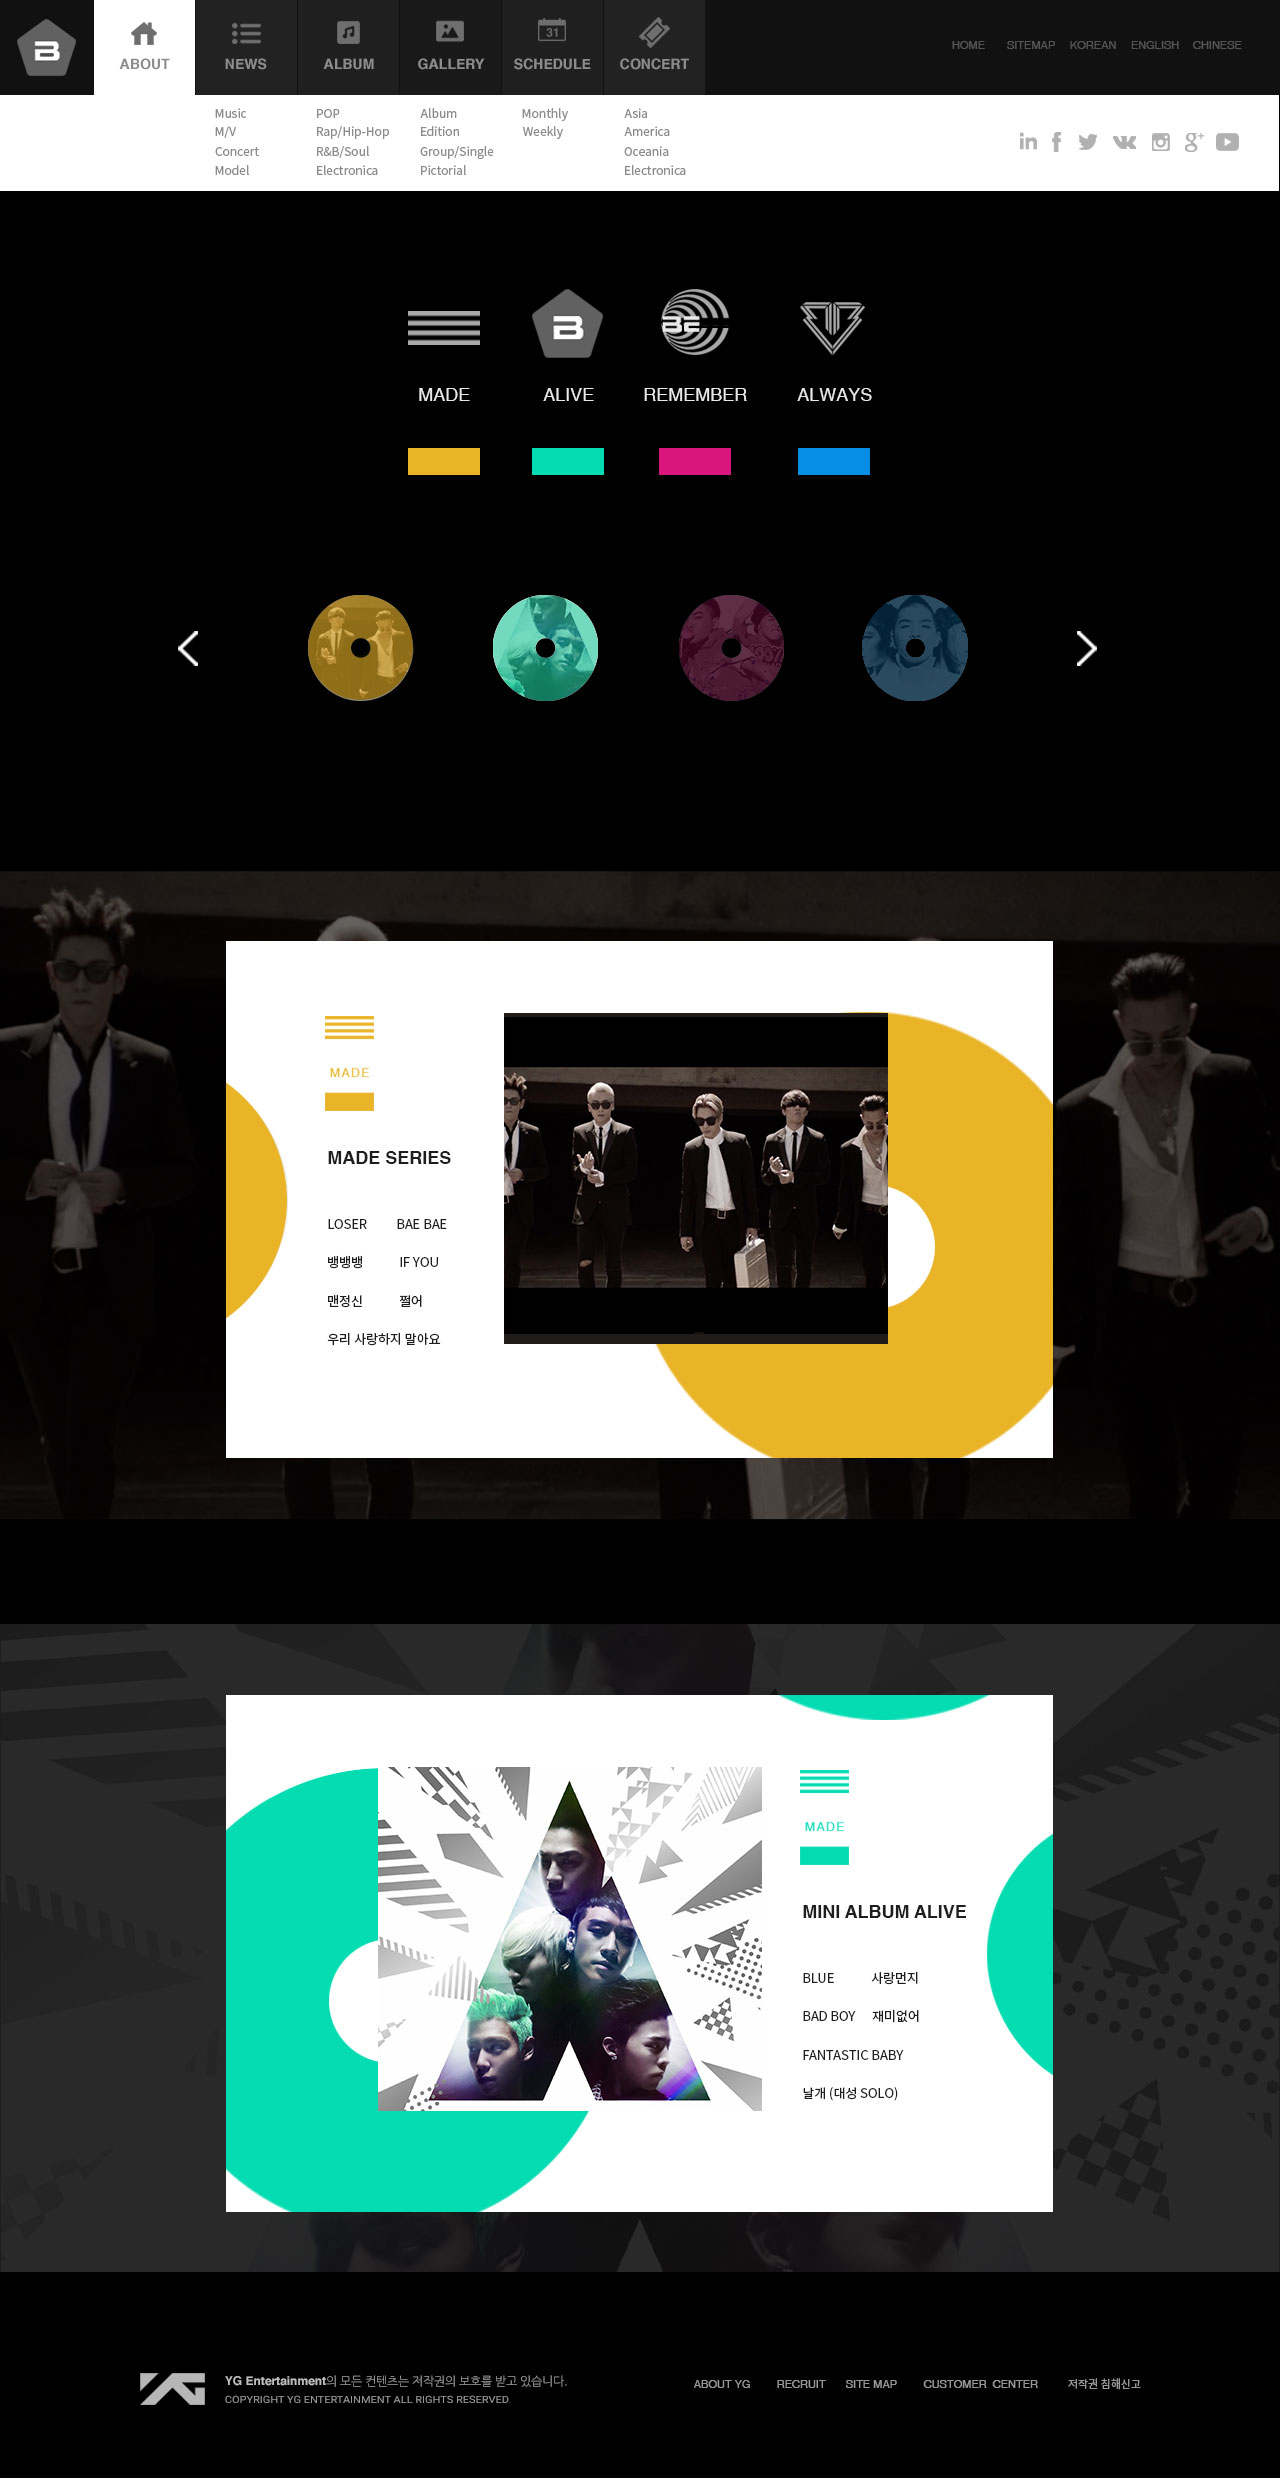 B
ABOUT
NEWS
ALBUM
GALLERY
31
SCHEDULE
CONCERT
HOME SITEMAP KOREAN ENGLISH CHINESE
Music
M/V
Concert
Model
POP
Rap/Hip-Hop
R&B/Soul
Electronica
Album
Edition
Group/Single
Pictorial
Monthly
Weekly
Asia
America
Oceania
Electronica
B
BE
MADE ALIVE REMEMBER ALWAYS
MADE
MADE SERIES
LOSER BAE BAE
뱅뱅뱅 IF YOU
맨정신 쩔어
우리 사랑하지 말아요
MADE
MINI ALBUM ALIVE
BLUE 사랑먼지
BAD BOY 재미없어
FANTASTIC BABY
날개 (대성 SOLO)
YG
YG Entertainment의 모든 컨텐츠는 저작권의 보호를 받고 있습니다.
COPYRIGHT YG ENTERTAINMENT ALL RIGHTS RESERVED
ABOUT YG RECRUIT SITE MAP CUSTOMER CENTER 저작권 침해신고